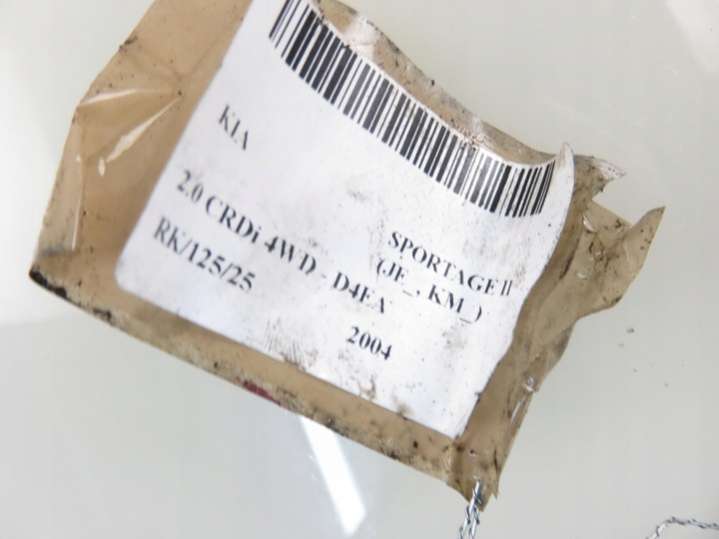 KIA
SPORTAGE II
(JE_, KM_)
2.0 CRDi 4WD - D4EA
RK/125/25
2004